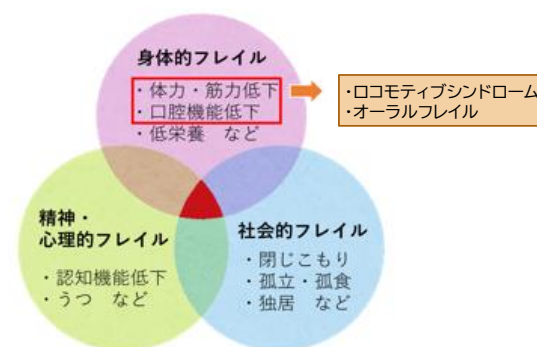 身体的フレイル
・体力・筋力低下
・口腔機能低下
・低栄養　など
・ロコモティブシンドローム
・オーラルフレイル
精神・
心理的フレイル
・認知機能低下
・うつ　など
社会的フレイル
・閉じこもり
・孤立・孤食
・独居　など